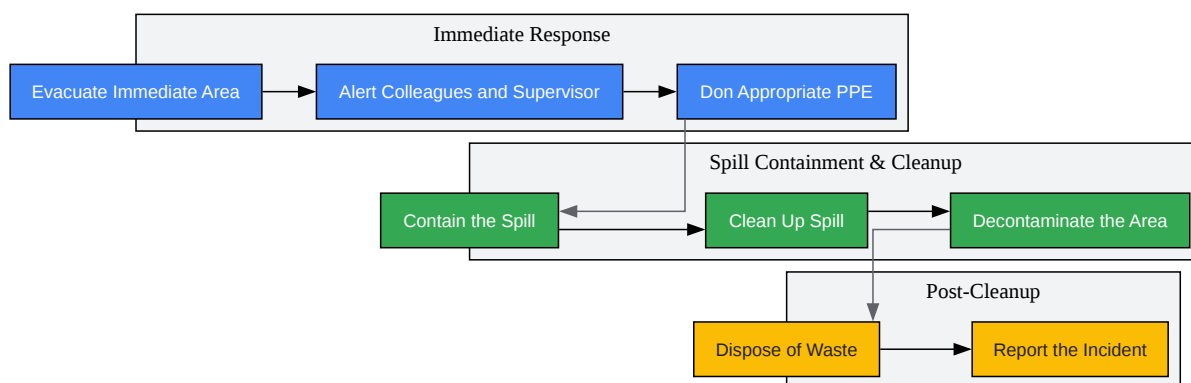 Immediate Response
Evacuate Immediate Area
Alert Colleagues and Supervisor
Don Appropriate PPE
Spill Containment & Cleanup
Contain the Spill
Clean Up Spill
Decontaminate the Area
Post-Cleanup
Dispose of Waste
Report the Incident